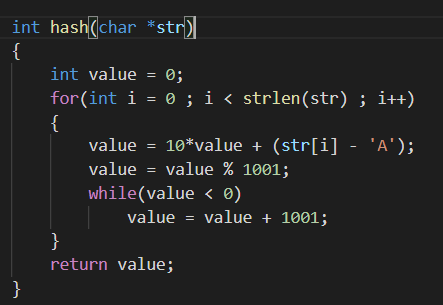 int hash(char *str)
{
    int value = 0;
    for(int i = 0 ; i < strlen(str) ; i++)
    {
        value = 10*value + (str[i] - 'A');
        value = value % 1001;
        while(value < 0)
            value = value + 1001;
    }
    return value;
}